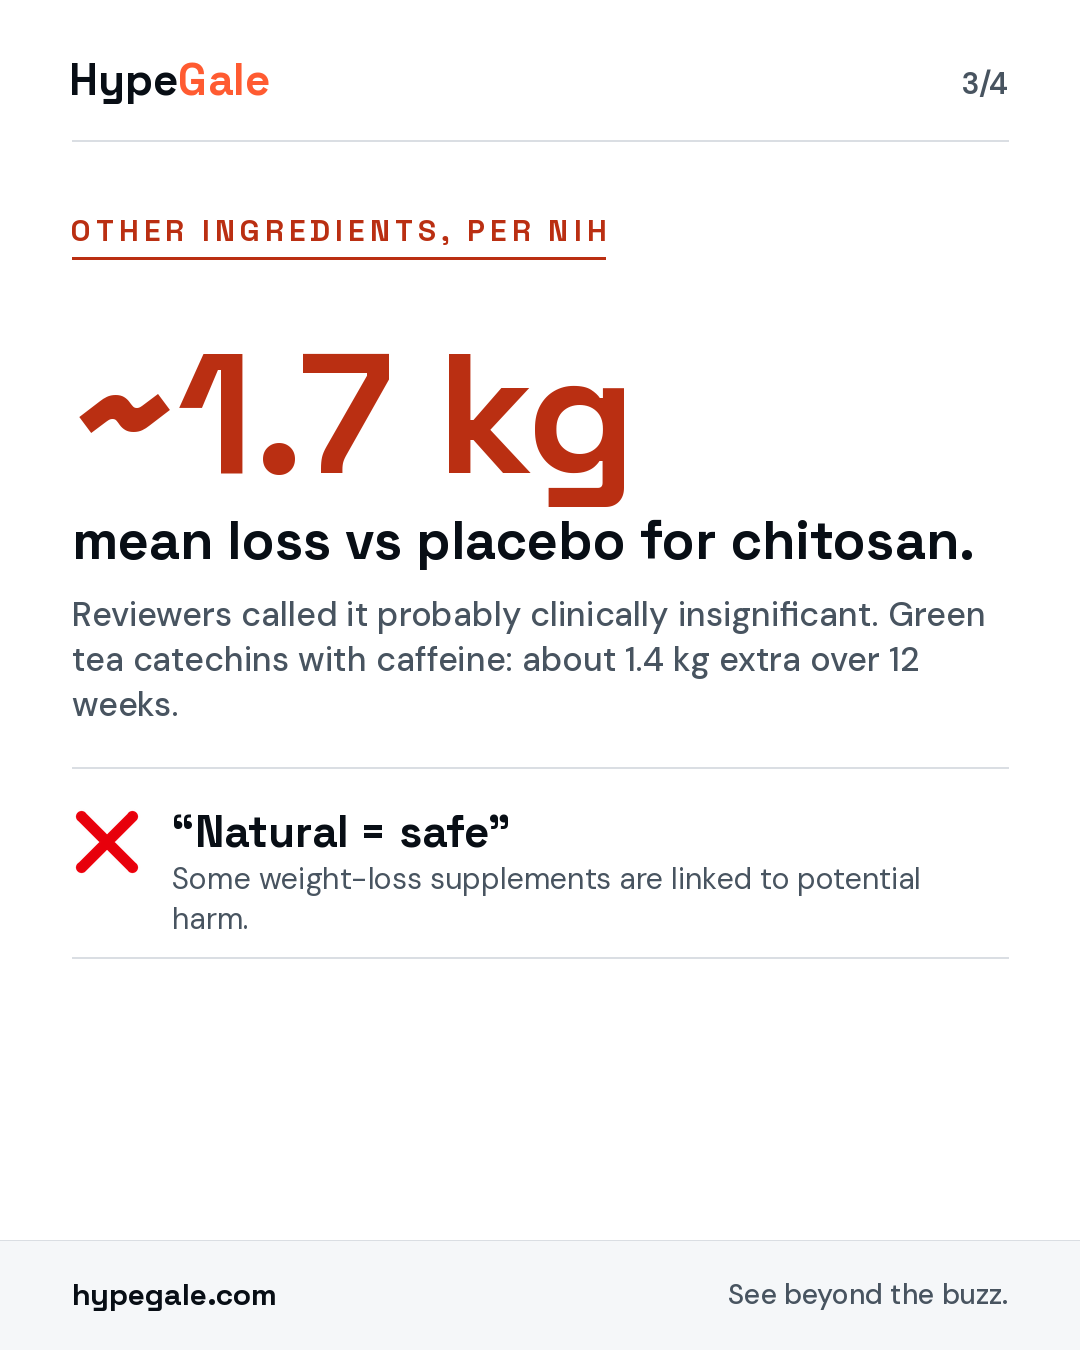 HypeGale
3/4
OTHER INGREDIENTS, PER NIH
~1.7 kg
mean loss vs placebo for chitosan.
Reviewers called it probably clinically insignificant. Green
tea catechins with caffeine: about 1.4 kg extra over 12
weeks.
“Natural = safe”
Some weight-loss supplements are linked to potential
harm.
hypegale.com
See beyond the buzz.